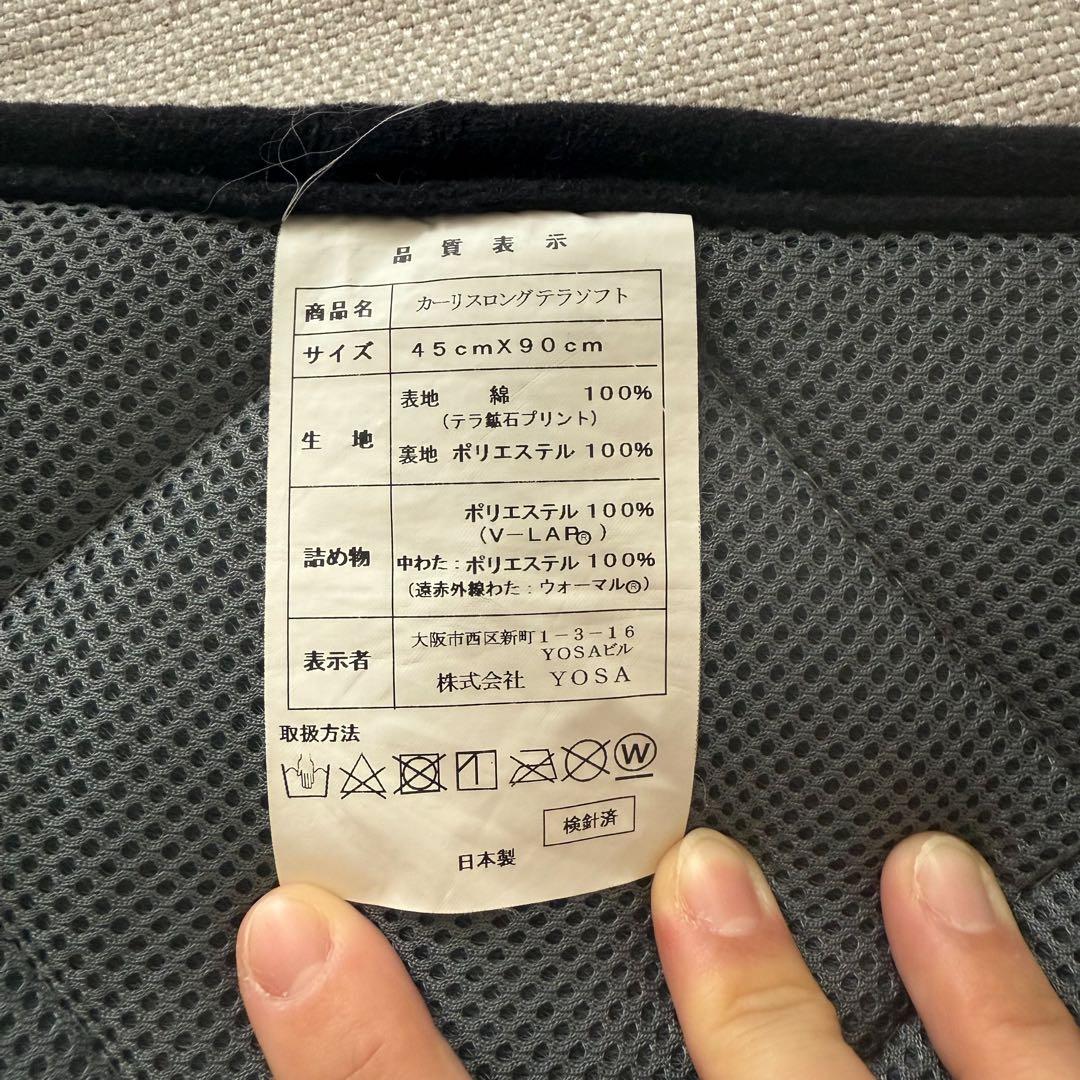 品質表示
商品名 カーリスロングテラソフト
サイズ 45cmX90cm
生地 表地 綿 100%
(テラ鉱石プリント)
裏地 ポリエステル 100%
詰め物 ポリエステル 100%
(V-LAP®)
中わた:ポリエステル 100%
(遠赤外線わた:ウォーマル®)
表示者 大阪市西区新町1-3-16
YOSAビル
株式会社 YOSA
取扱方法
W
検針済
日本製